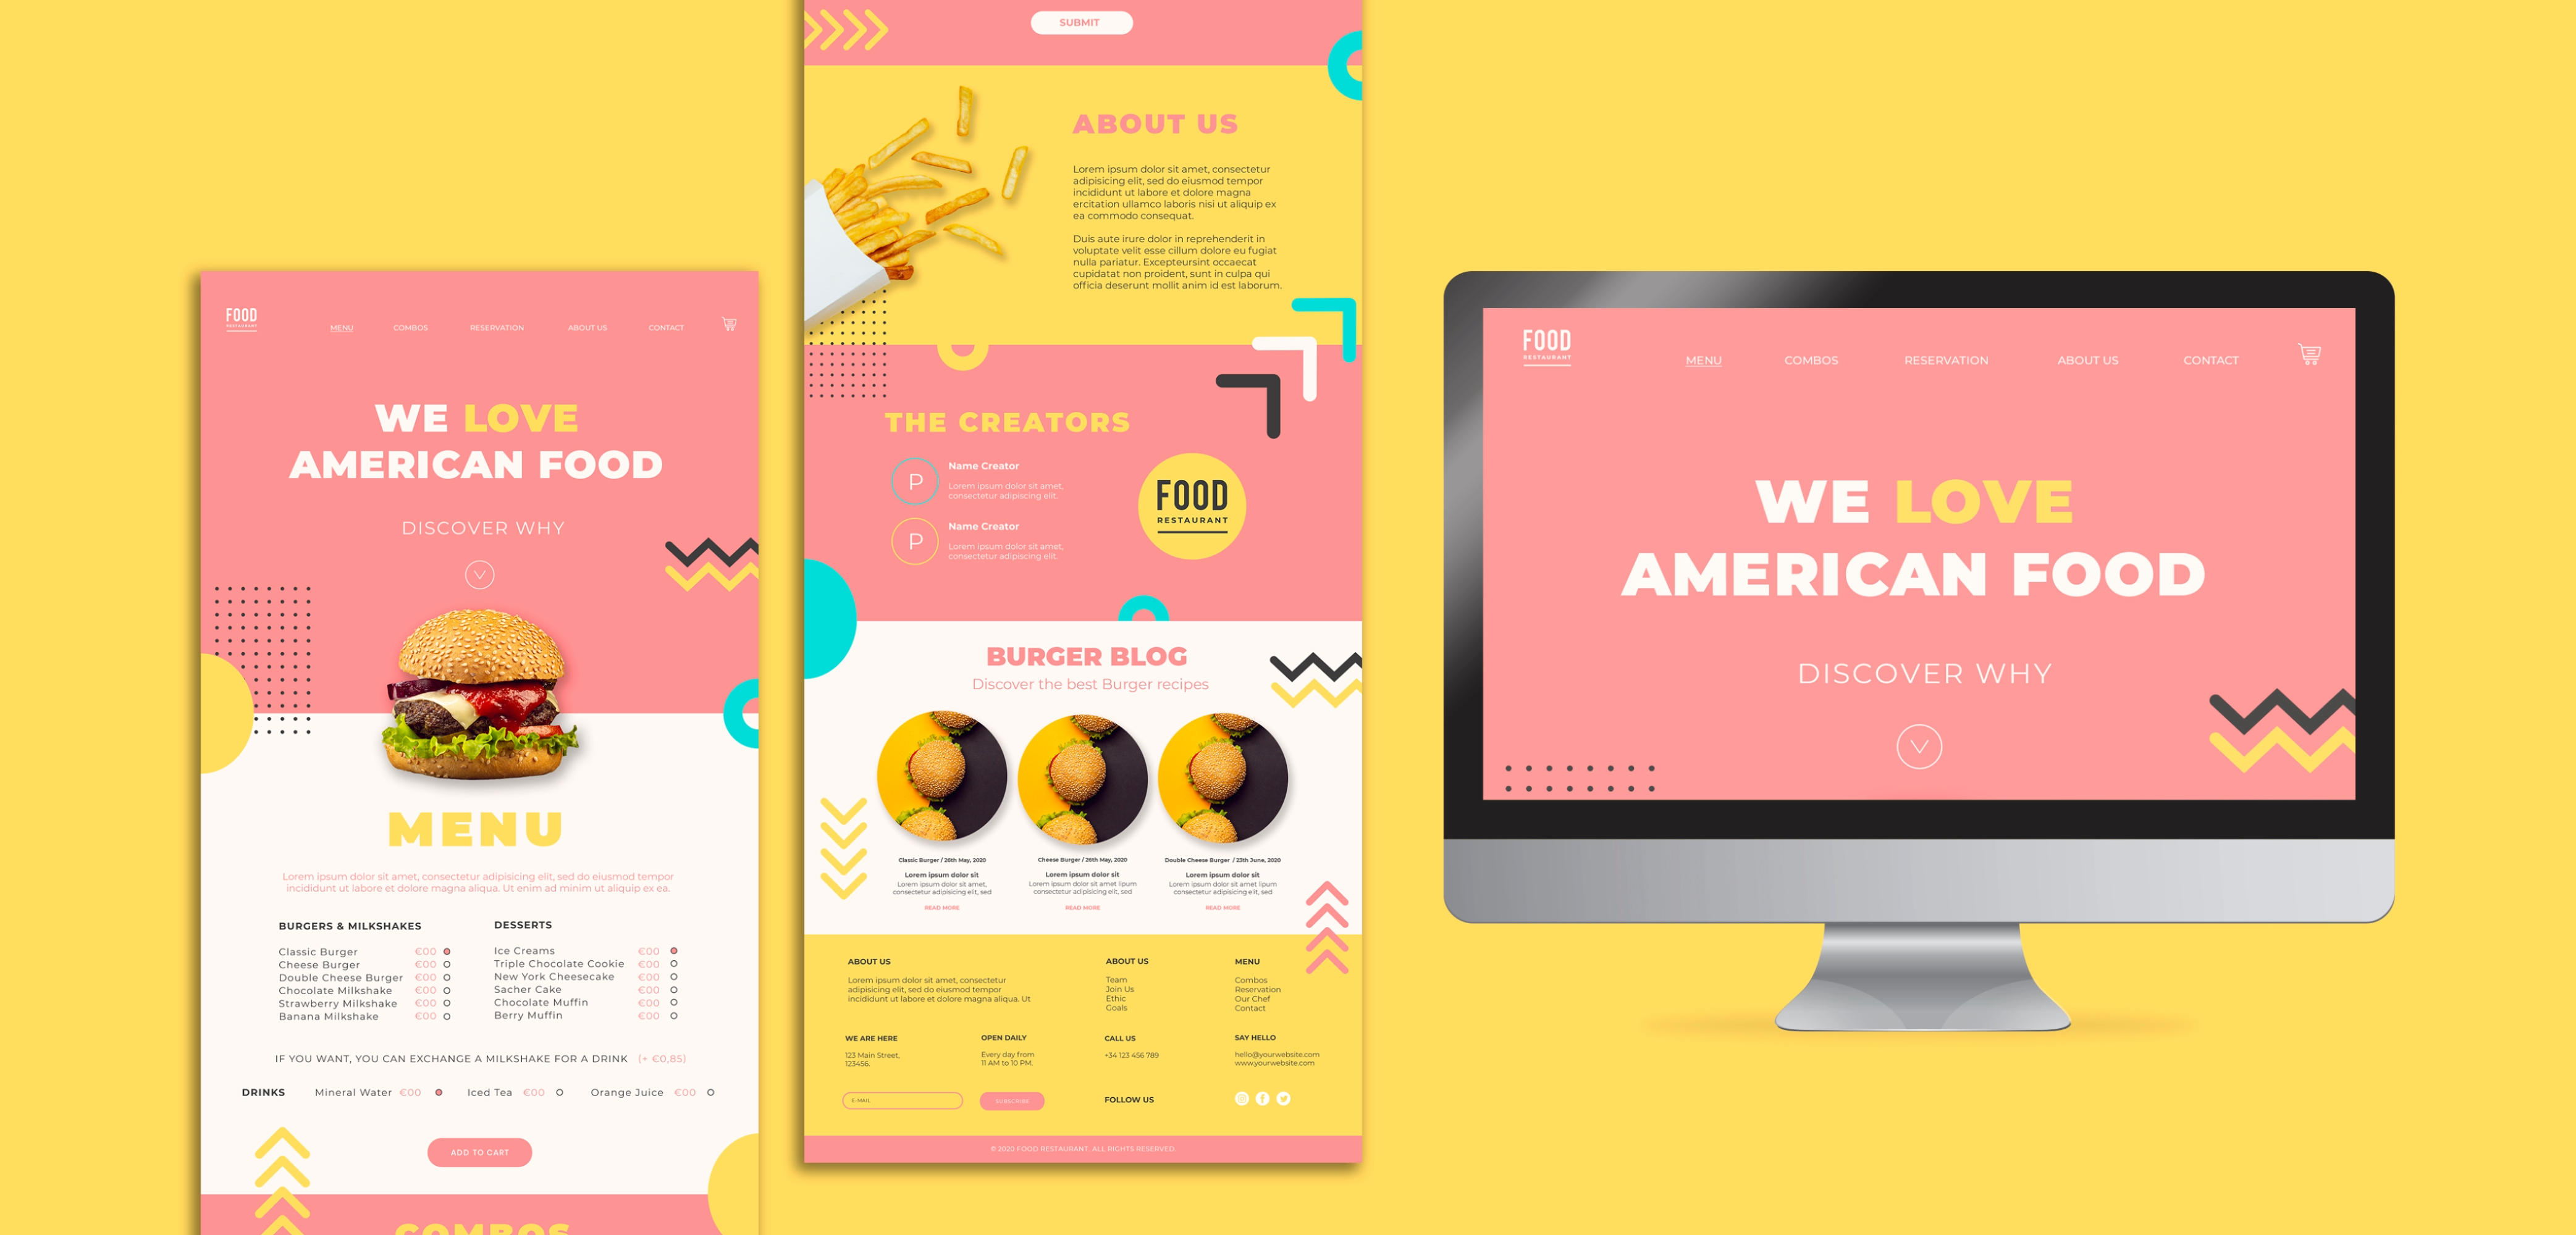 FOOD
RESTAURANT
MENU
COMBOS
RESERVATION
ABOUT US
CONTACT
WE LOVE
AMERICAN FOOD
DISCOVER WHY
MENU
Lorem ipsum dolor sit amet, consectetur adipisicing elit, sed do eiusmod tempor
incididunt ut labore et dolore magna aliqua. Ut enim ad minim ut aliquip ex ea.
BURGERS & MILKSHAKES
Classic Burger €00
Cheese Burger €00
Double Cheese Burger €00
Chocolate Milkshake €00
Strawberry Milkshake €00
Banana Milkshake €00
DESSERTS
Ice Creams €00
Triple Chocolate Cookie €00
New York Cheesecake €00
Sacher Cake €00
Chocolate Muffin €00
Berry Muffin €00
IF YOU WANT, YOU CAN EXCHANGE A MILKSHAKE FOR A DRINK (+ €0,85)
DRINKS Mineral Water €00 Iced Tea €00 Orange Juice €00
ADD TO CART
COMBOS
SUBMIT
ABOUT US
Lorem ipsum dolor sit amet, consectetur
adipisicing elit, sed do eiusmod tempor
incididunt ut labore et dolore magna
ercitation ullamco laboris nisi ut aliquip ex
ea commodo consequat.
Duis aute irure dolor in reprehenderit in
voluptate velit esse cillum dolore eu fugiat
nulla pariatur. Excepteursint occaecat
cupidatat non proident, sunt in culpa qui
officia deserunt mollit anim id est laborum.
THE CREATORS
P
Name Creator
Lorem ipsum dolor sit amet,
consectetur adipiscing elit.
P
Name Creator
Lorem ipsum dolor sit amet,
consectetur adipiscing elit.
FOOD
RESTAURANT
BURGER BLOG
Discover the best Burger recipes
Classic Burger / 26th May, 2020
Lorem ipsum dolor sit
Lorem ipsum dolor sit amet,
consectetur adipisicing elit, sed
READ MORE
Cheese Burger / 26th May, 2020
Lorem ipsum dolor sit
Lorem ipsum dolor sit amet lipum
consectetur adipisicing elit, sed
READ MORE
Double Cheese Burger / 23th June, 2020
Lorem ipsum dolor sit
Lorem ipsum dolor sit amet lipum
consectetur adipisicing elit, sed
READ MORE
ABOUT US
Lorem ipsum dolor sit amet, consectetur
adipisicing elit, sed do eiusmod tempor
incididunt ut labore et dolore magna aliqua. Ut
ABOUT US
Team
Join Us
Ethic
Goals
MENU
Combos
Reservation
Our Chef
Contact
WE ARE HERE
123 Main Street,
123456.
OPEN DAILY
Every day from
11 AM to 10 PM.
CALL US
+34 123 456 789
SAY HELLO
hello@yourwebsite.com
www.yourwebsite.com
E-MAIL
SUBSCRIBE
FOLLOW US
© 2020 FOOD RESTAURANT. ALL RIGHTS RESERVED.
FOOD
RESTAURANT
MENU
COMBOS
RESERVATION
ABOUT US
CONTACT
WE LOVE
AMERICAN FOOD
DISCOVER WHY